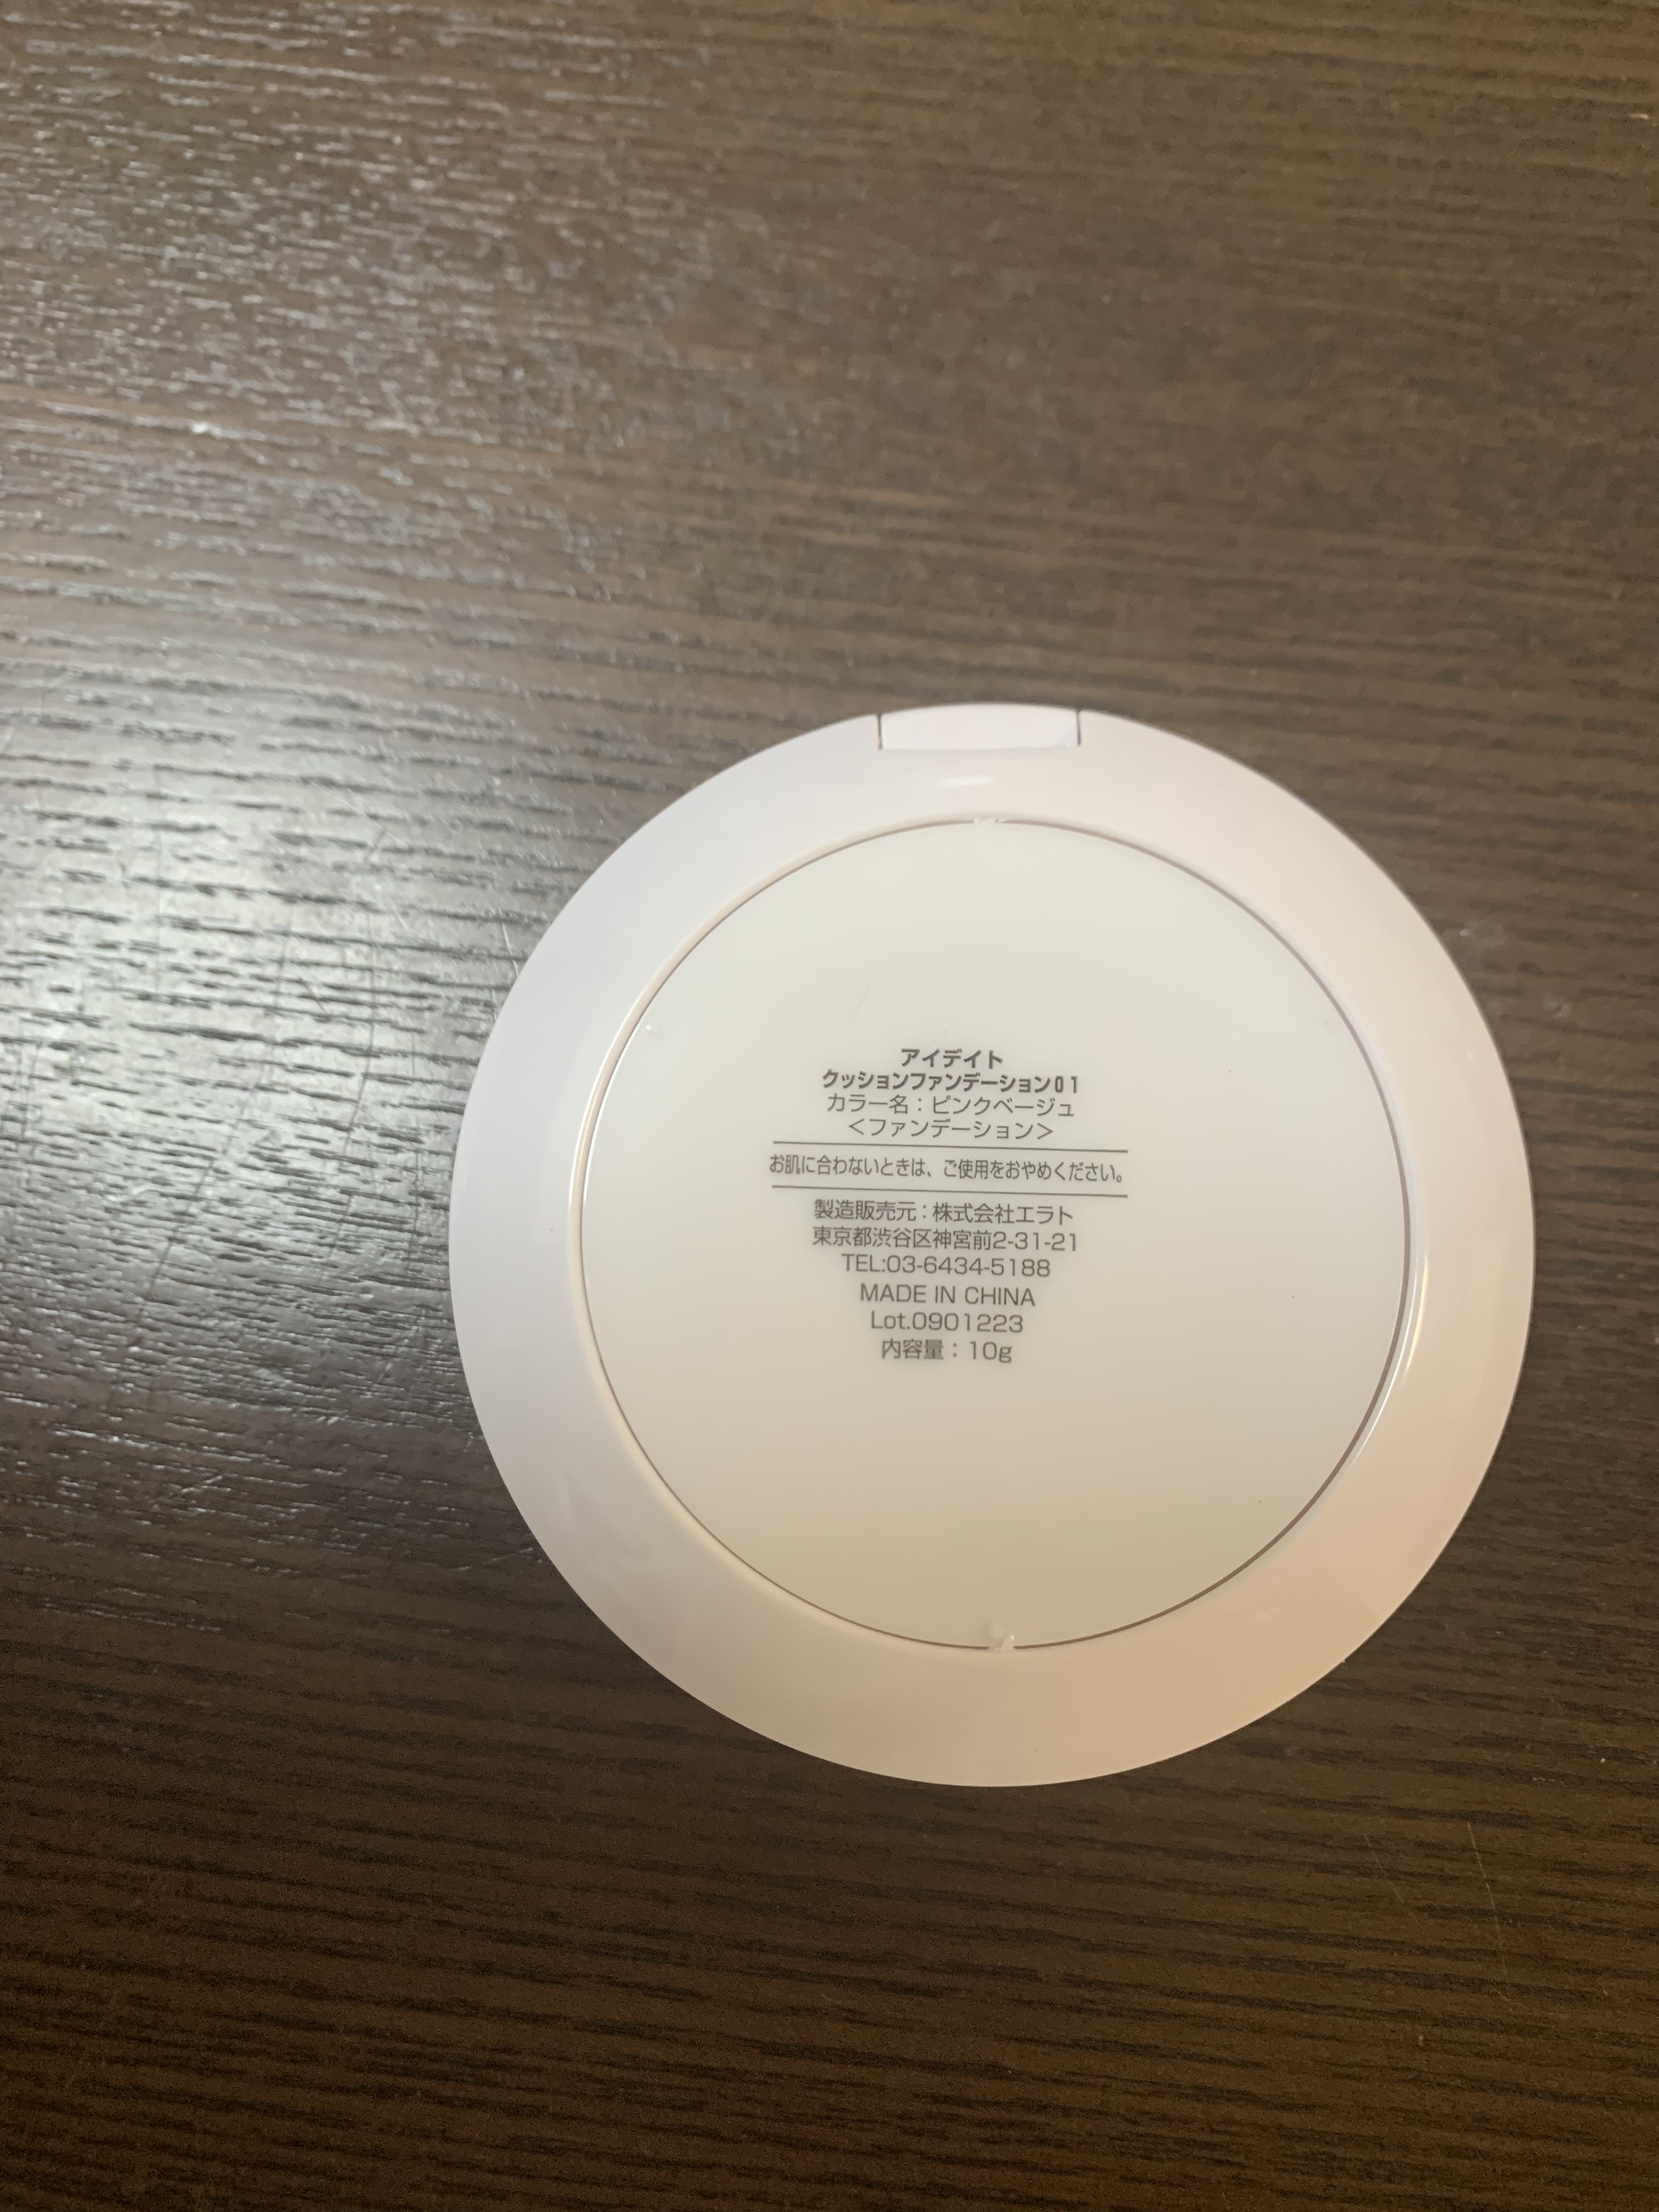 アイデイト
クッションファンデーション01
カラー名：ピンクベージュ
＜ファンデーション＞
お肌に合わないときは、ご使用をおやめください。
製造販売元：株式会社エラト
東京都渋谷区神宮前2-31-21
TEL:03-6434-5188
MADE IN CHINA
Lot.0901223
内容量：10g